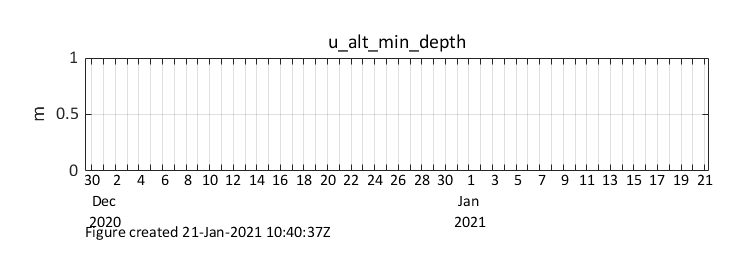 u_alt_min_depth
1
0.5
0
m
30 2 4 6 8 10 12 14 16 18 20 22 24 26 28 30 1 3 5 7 9 11 13 15 17 19 21
Dec Jan
2020 2021
Figure created 21-Jan-2021 10:40:37Z